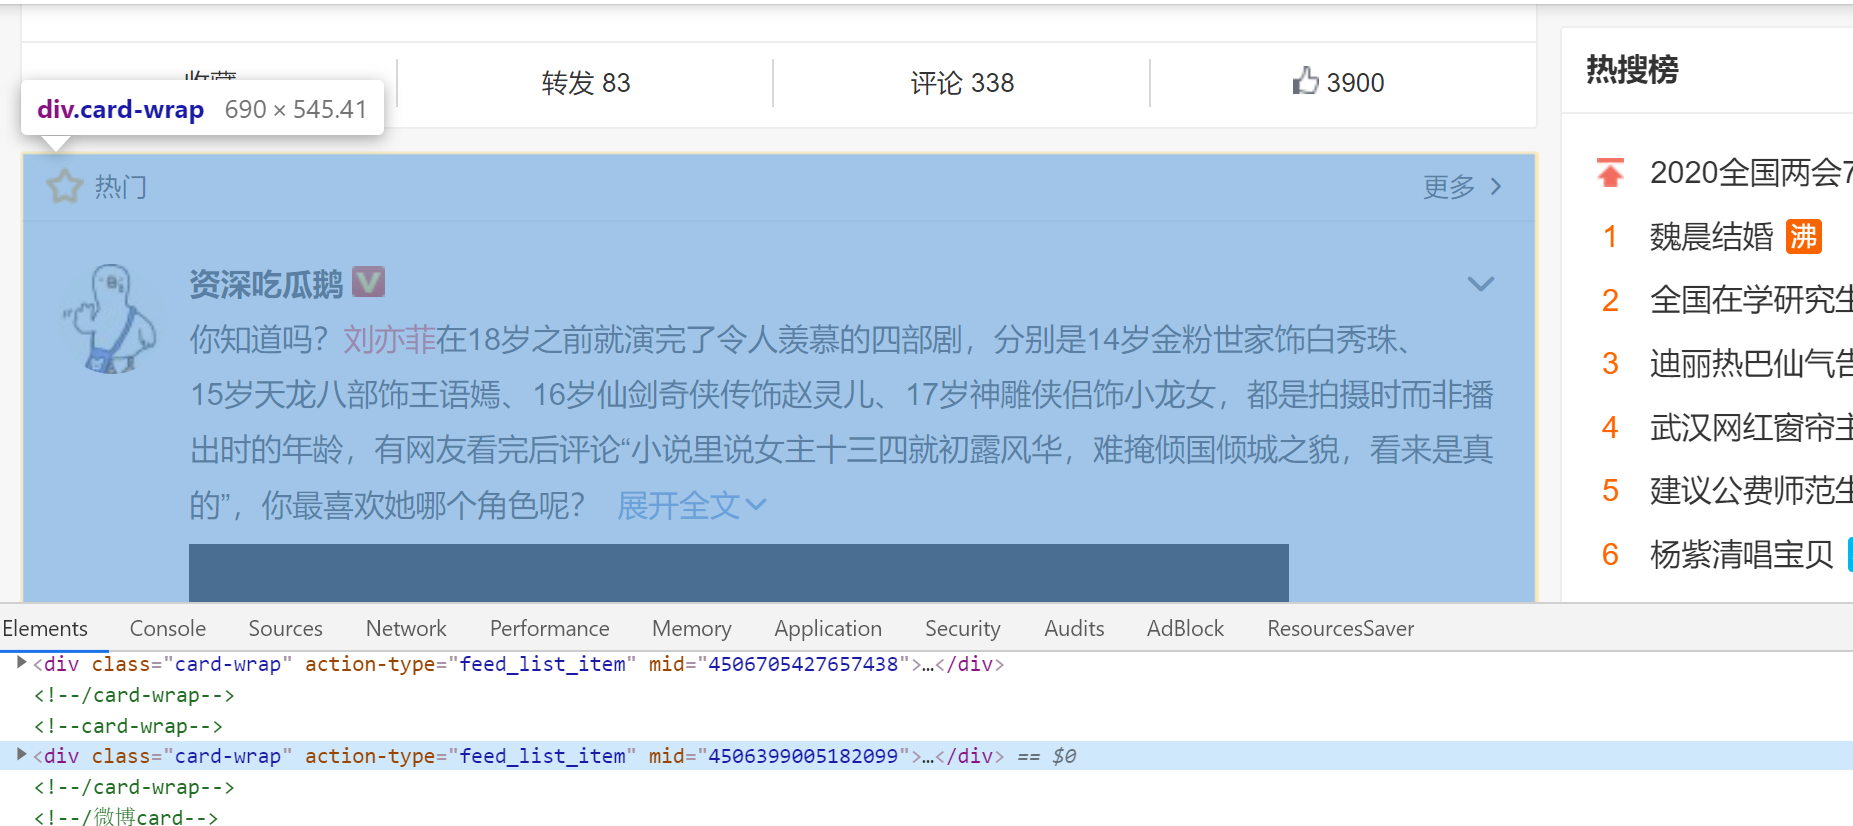 收藏
转发 83
评论 338
3900
div.card-wrap 690 × 545.41
热门
更多
资深吃瓜鹅 V
你知道吗？刘亦菲在18岁之前就演完了令人羡慕的四部剧，分别是14岁金粉世家饰白秀珠、
15岁天龙八部饰王语嫣、16岁仙剑奇侠传饰赵灵儿、17岁神雕侠侣饰小龙女，都是拍摄时而非播
出时的年龄，有网友看完后评论“小说里说女主十三四就初露风华，难掩倾国倾城之貌，看来是真
的”，你最喜欢她哪个角色呢？ 展开全文
热搜榜
2020全国两会7
1 魏晨结婚 沸
2 全国在学研究生
3 迪丽热巴仙气告
4 武汉网红窗帘主
5 建议公费师范生
6 杨紫清唱宝贝
Elements Console Sources Network Performance Memory Application Security Audits AdBlock ResourcesSaver
<div class="card-wrap" action-type="feed_list_item" mid="4506705427657438">…</div>
<!--/card-wrap-->
<!--card-wrap-->
<div class="card-wrap" action-type="feed_list_item" mid="4506399005182099">…</div> == $0
<!--/card-wrap-->
<!--/微博card-->